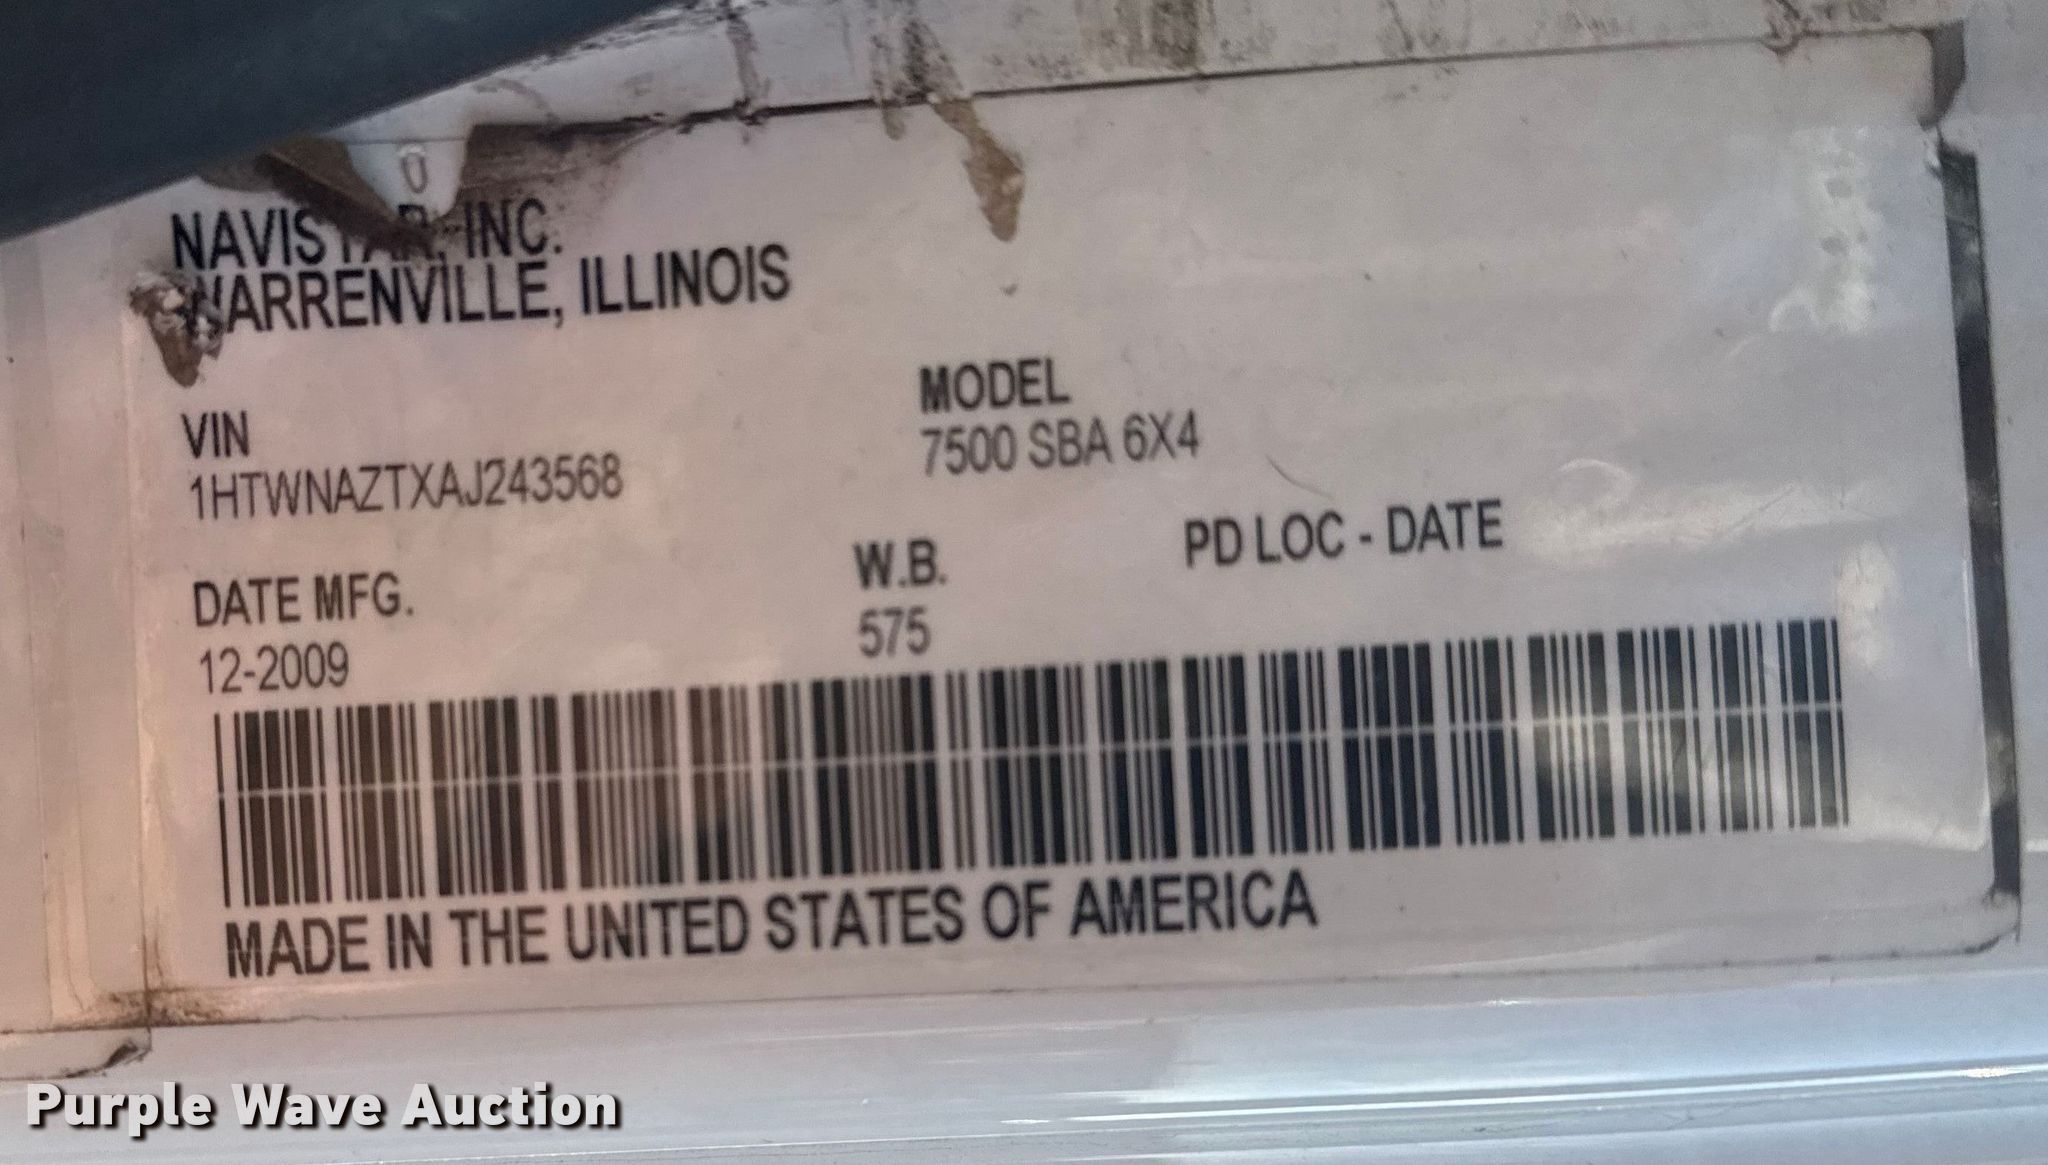 NAVISTAR, INC.
WARRENVILLE, ILLINOIS
MODEL
7500 SBA 6X4
VIN
1HTWNAZTXAJ243568
PD LOC - DATE
W.B.
575
DATE MFG.
12-2009
MADE IN THE UNITED STATES OF AMERICA
Purple Wave Auction